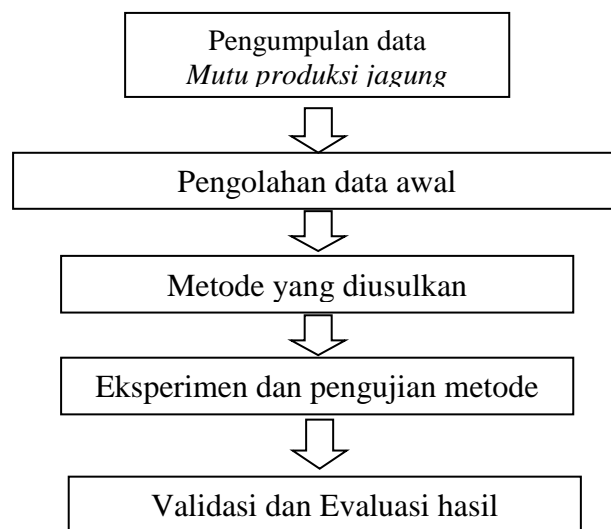 Pengumpulan data
Mutu produksi jagung
Pengolahan data awal
Metode yang diusulkan
Eksperimen dan pengujian metode
Validasi dan Evaluasi hasil